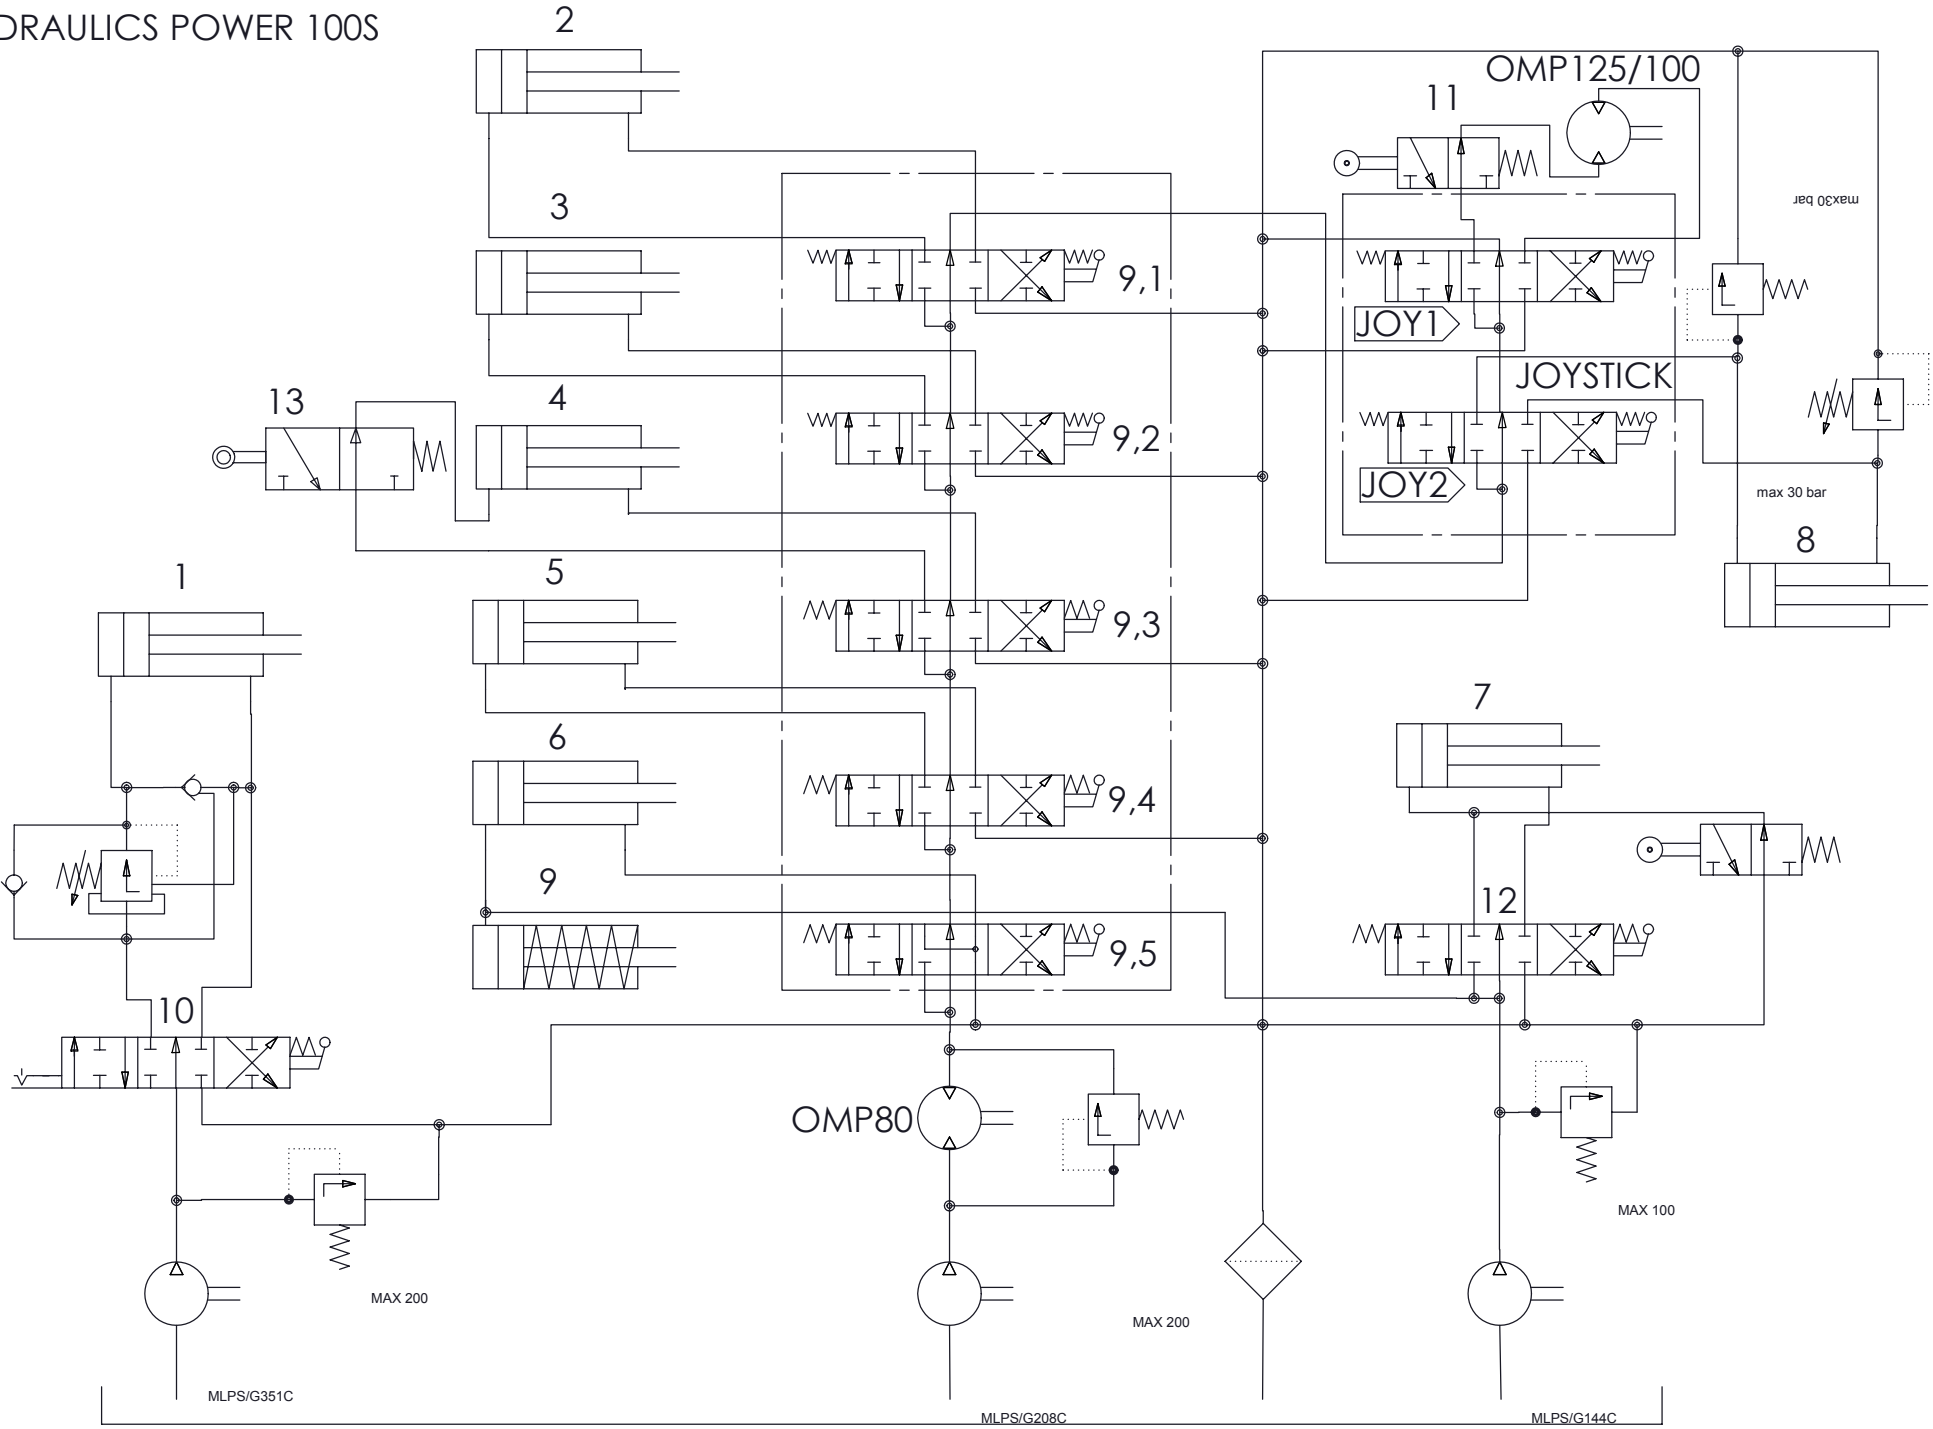 DRAULICS POWER 100S
2
OMP125/100
11
3
max30 bar
9,1
JOY1
JOYSTICK
13
4
9,2
JOY2
max 30 bar
8
5
1
9,3
7
6
9,4
9
12
9,5
10
OMP80
MAX 100
MAX 200
MAX 200
MLPS/G351C
MLPS/G208C
MLPS/G144C